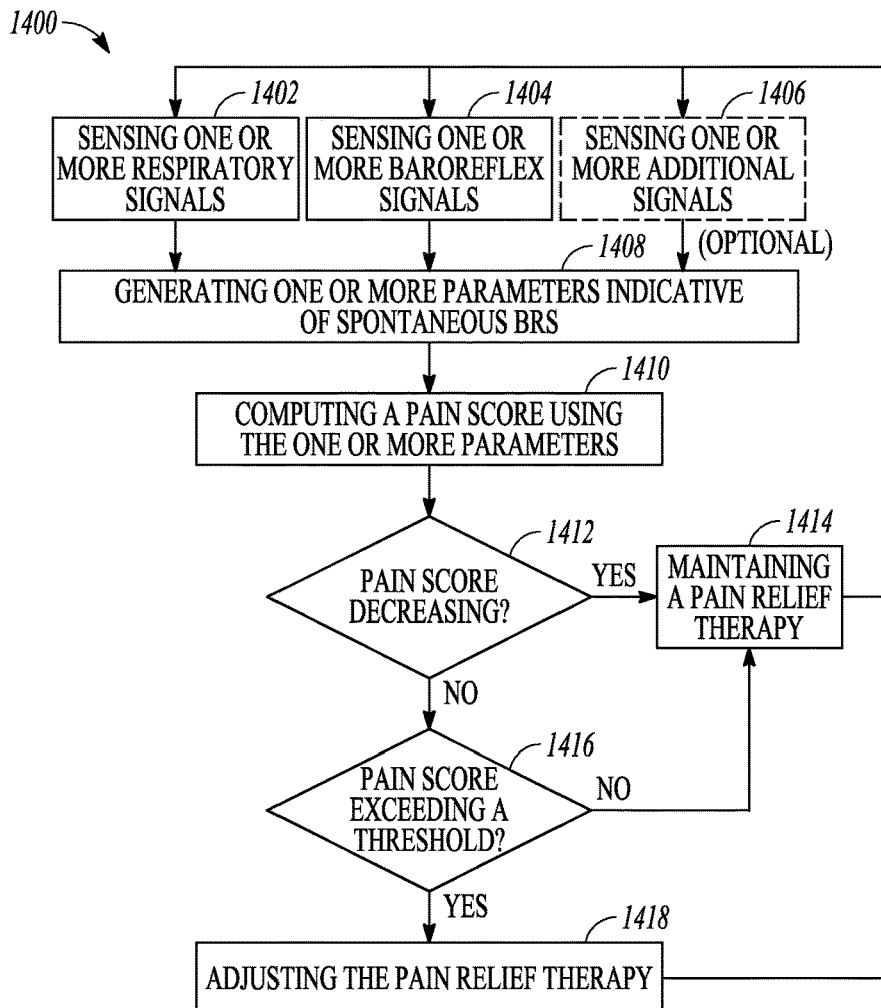 1400
1402
1404
1406
SENSING ONE OR
MORE RESPIRATORY
SIGNALS
SENSING ONE OR
MORE BAROREFLEX
SIGNALS
SENSING ONE OR
MORE ADDITIONAL
SIGNALS
(OPTIONAL)
1408
GENERATING ONE OR MORE PARAMETERS INDICATIVE
OF SPONTANEOUS BRS
1410
COMPUTING A PAIN SCORE USING
THE ONE OR MORE PARAMETERS
1412
PAIN SCORE
DECREASING?
YES
1414
MAINTAINING
A PAIN RELIEF
THERAPY
NO
1416
PAIN SCORE
EXCEEDING A
THRESHOLD?
NO
YES
1418
ADJUSTING THE PAIN RELIEF THERAPY